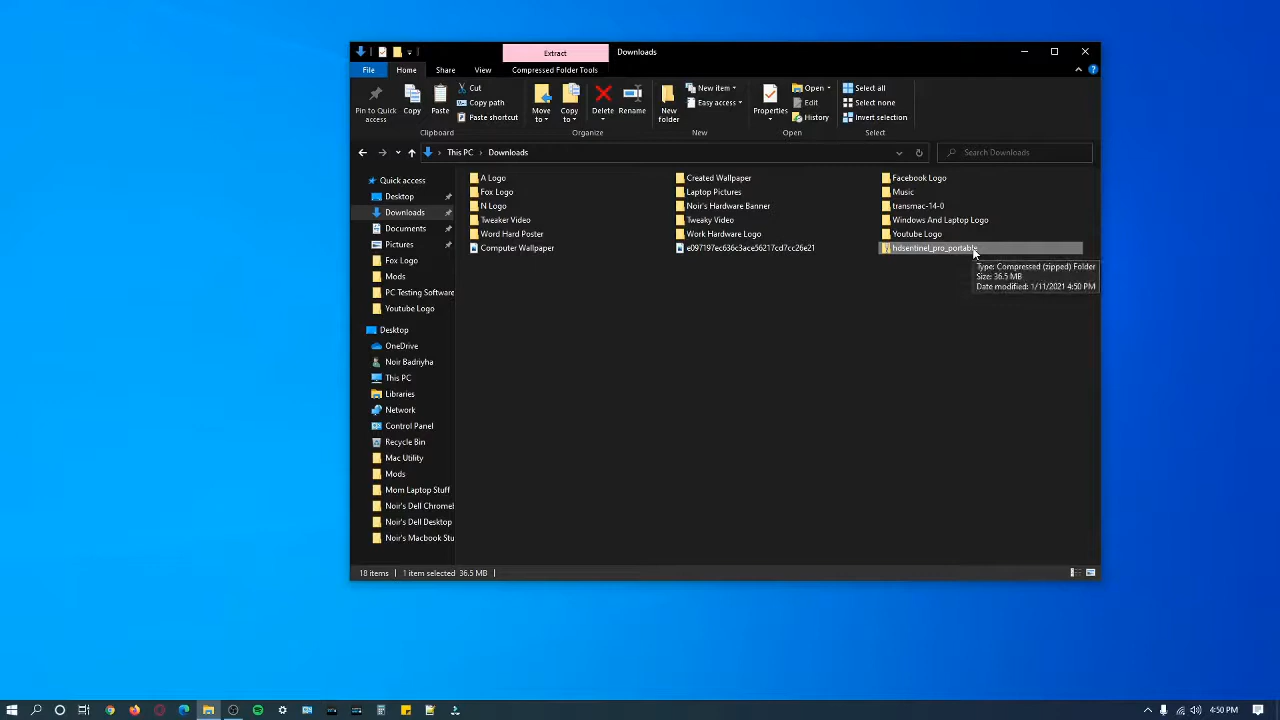 Extract
Downloads
File
Home
Share
View
Compressed Folder Tools
Pin to Quick access
Copy
Paste
Cut
Copy path
Paste shortcut
Clipboard
Move to
Copy to
Delete
Rename
Organize
New folder
New item
Easy access
New
Properties
Open
Edit
History
Open
Select all
Select none
Invert selection
Select
This PC > Downloads
Search Downloads
Quick access
Desktop
Downloads
Documents
Pictures
Fox Logo
Mods
PC Testing Software
Youtube Logo
Desktop
OneDrive
Noir Badriyha
This PC
Libraries
Network
Control Panel
Recycle Bin
Mac Utility
Mods
Mom Laptop Stuff
Noir's Dell Chromel
Noir's Dell Desktop
Noir's Macbook Stu
A Logo
Created Wallpaper
Facebook Logo
Fox Logo
Laptop Pictures
Music
N Logo
Noir's Hardware Banner
transmac-14-0
Tweaker Video
Tweaky Video
Windows And Laptop Logo
Word Hard Poster
Work Hardware Logo
Youtube Logo
Computer Wallpaper
e097197ec636c3ace56217cd7cc26e21
hdsentinel_pro_portable
Type: Compressed (zipped) Folder
Size: 36.5 MB
Date modified: 1/11/2021 4:50 PM
18 items
1 item selected 36.5 MB
4:50 PM